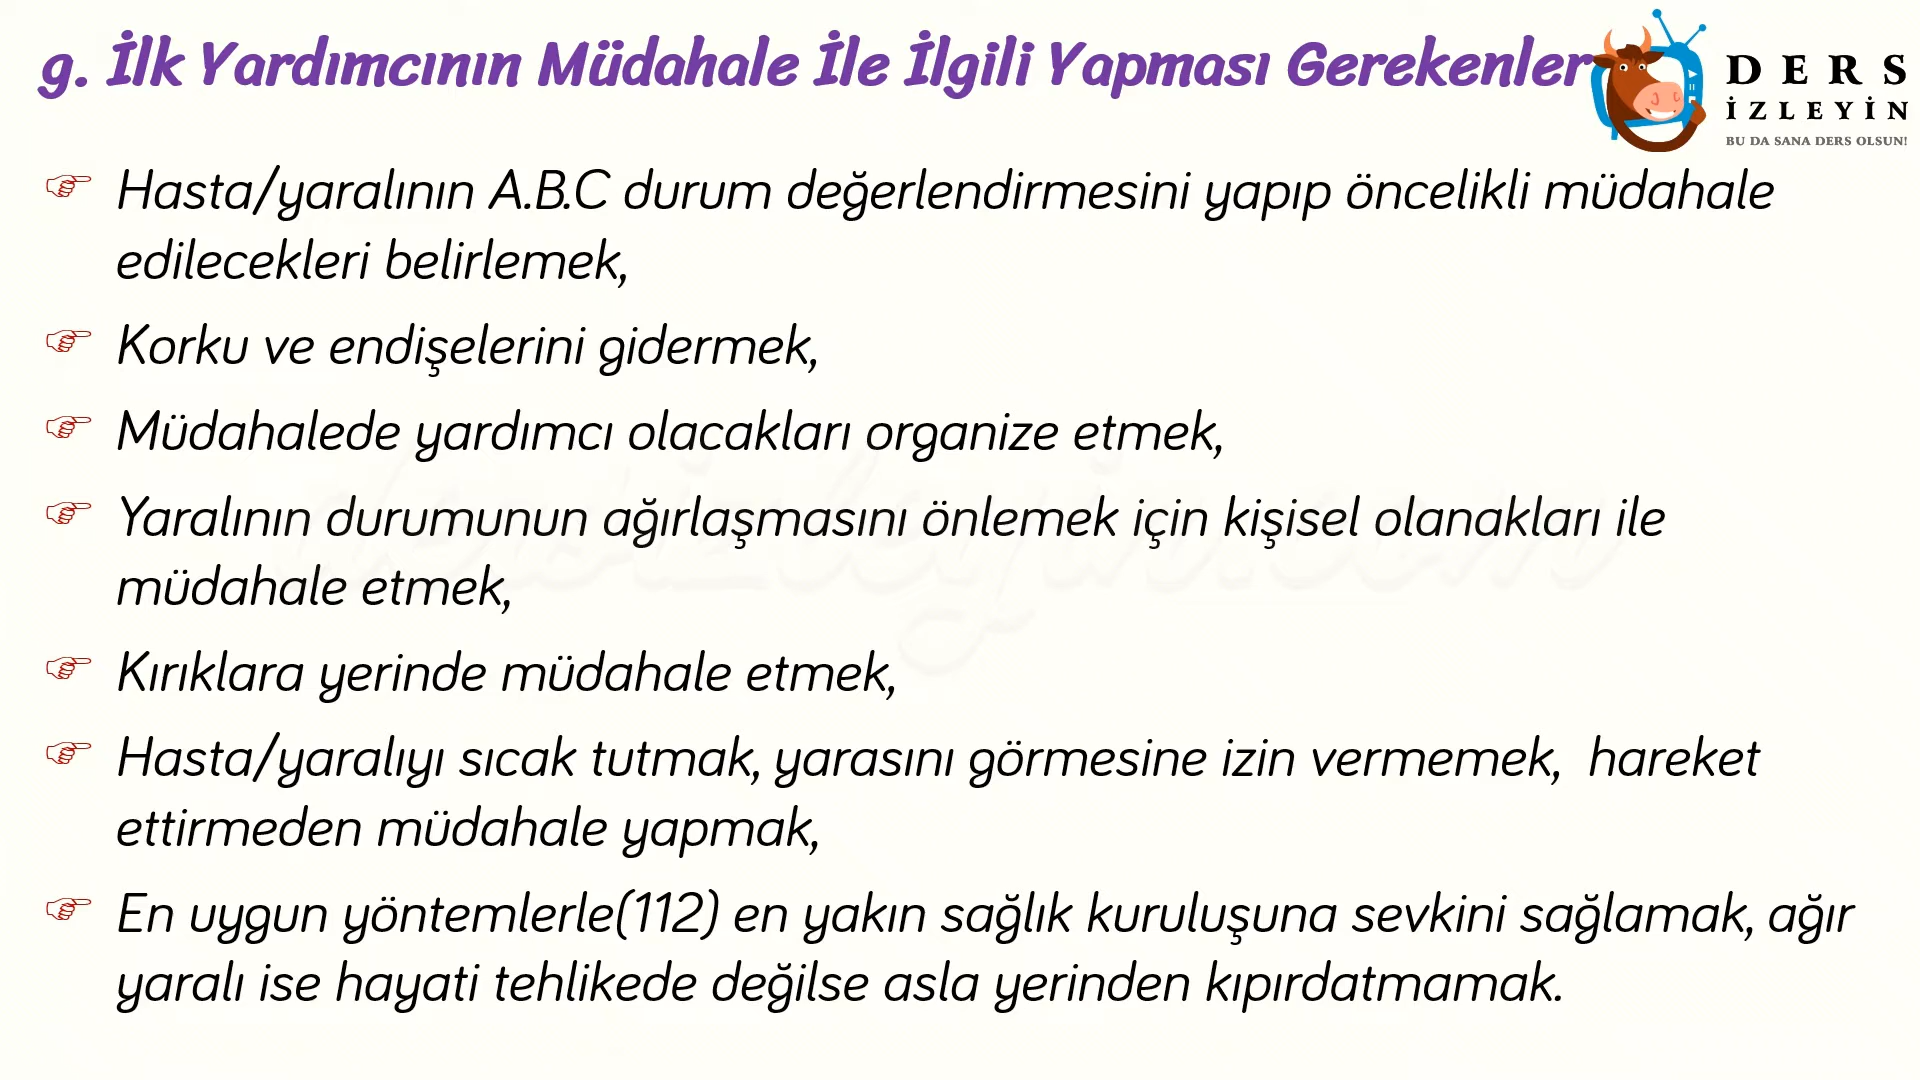 g. İlk Yardımcının Müdahale İle İlgili Yapması Gerekenler
DERS
İZLEYİN
BU DA SANA DERS OLSUN!
Hasta/yaralının A.B.C durum değerlendirmesini yapıp öncelikli müdahale
edilecekleri belirlemek,
Korku ve endişelerini gidermek,
Müdahalede yardımcı olacakları organize etmek,
Yaralının durumunun ağırlaşmasını önlemek için kişisel olanakları ile
müdahale etmek,
Kırıklara yerinde müdahale etmek,
Hasta/yaralıyı sıcak tutmak, yarasını görmesine izin vermemek,  hareket
ettirmeden müdahale yapmak,
En uygun yöntemlerle(112) en yakın sağlık kuruluşuna sevkini sağlamak, ağır
yaralı ise hayati tehlikede değilse asla yerinden kıpırdatmamak.
dersizleyin.com